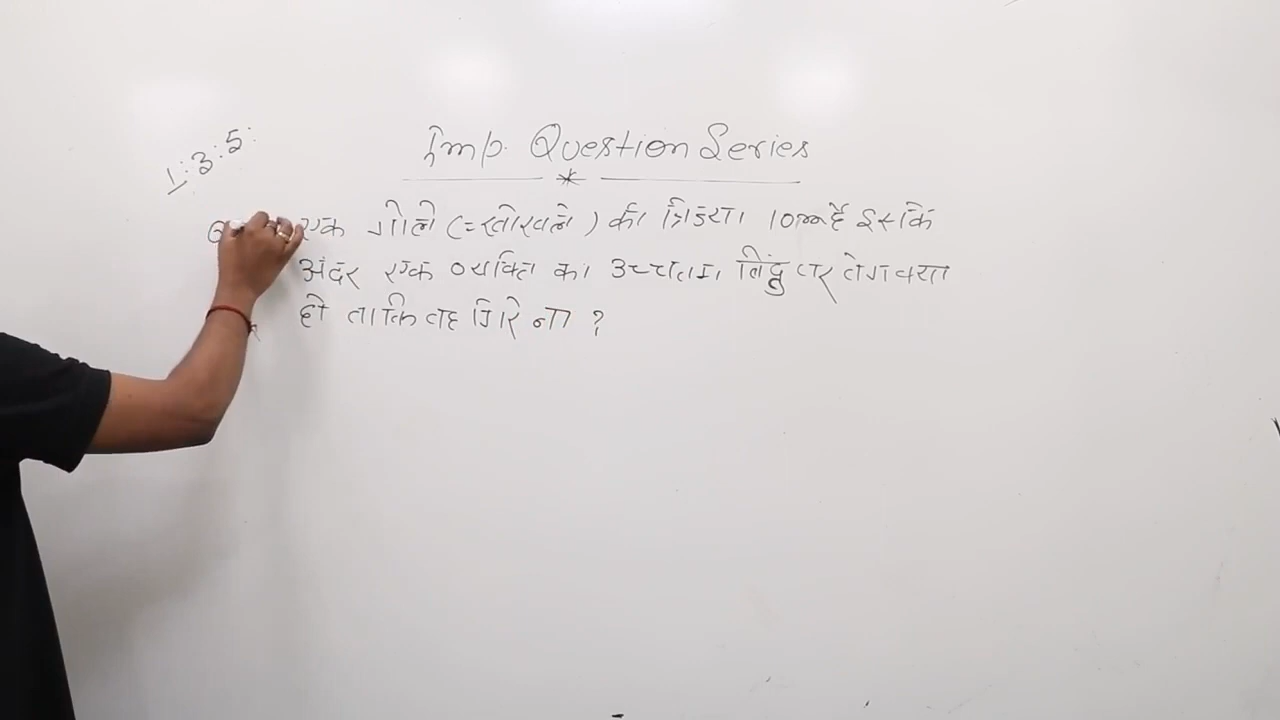 1:3:5:
Imp. Question Series
Q एक गोले (खोखले) की त्रिज्या 10m है इसके
अंदर एक व्यक्ति का उच्चतम बिंदु पर वेग क्या
हो ताकि वह गिरे ना ?